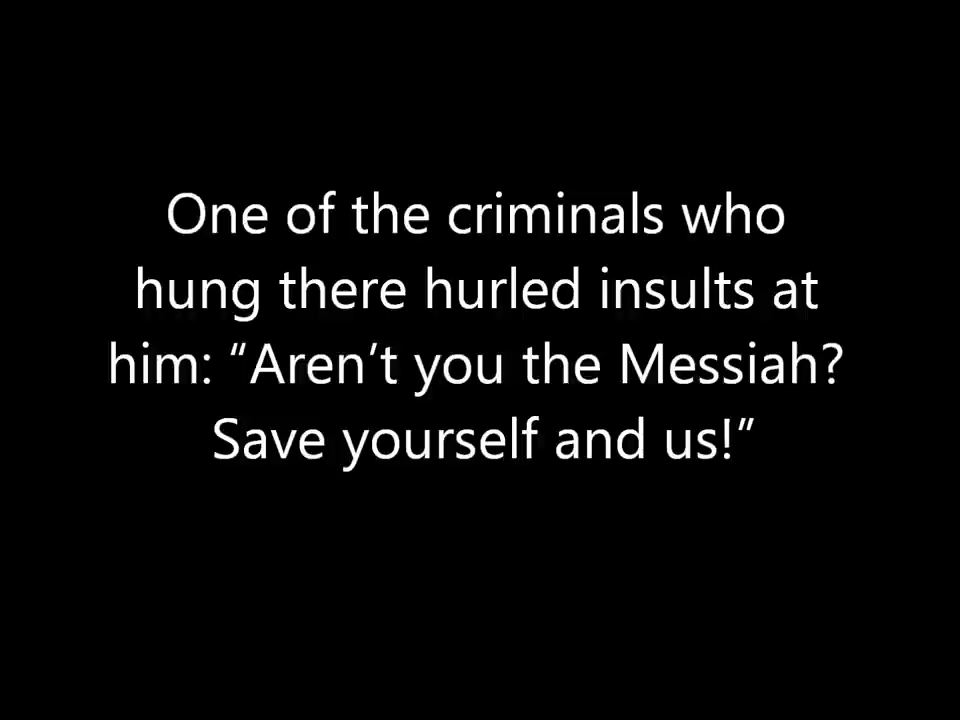 One of the criminals who
hung there hurled insults at
him: “Aren’t you the Messiah?
Save yourself and us!”